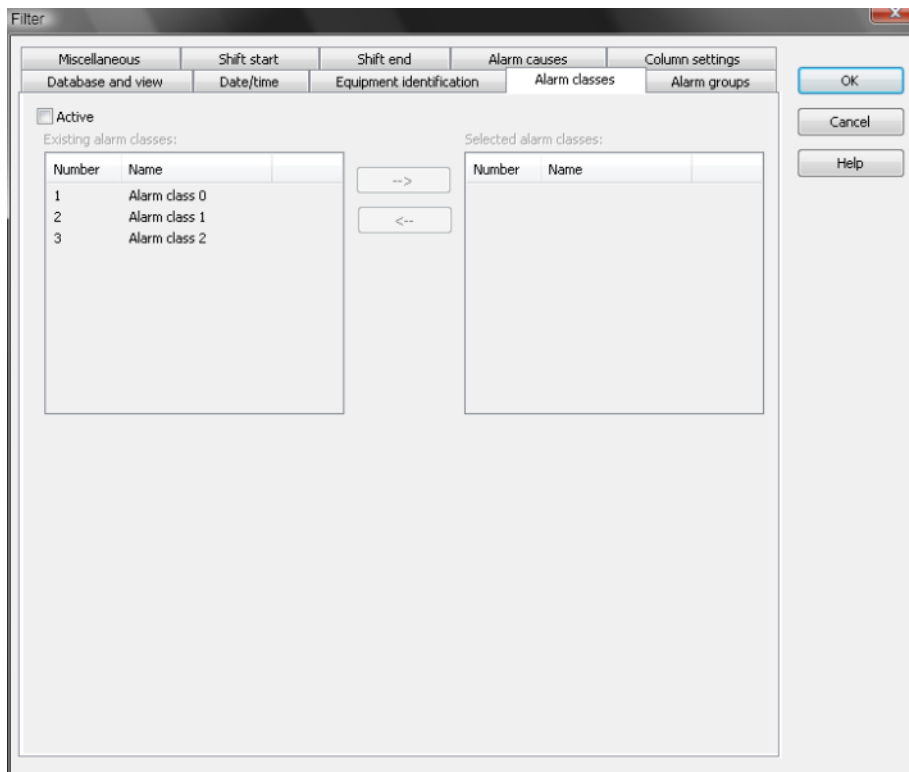 Filter
Miscellaneous Shift start Shift end Alarm causes Column settings
Database and view Date/time Equipment identification Alarm classes Alarm groups
OK
Cancel
Help
Active
Existing alarm classes:
Number Name
1 Alarm class 0
2 Alarm class 1
3 Alarm class 2
-->
<--
Selected alarm classes:
Number Name